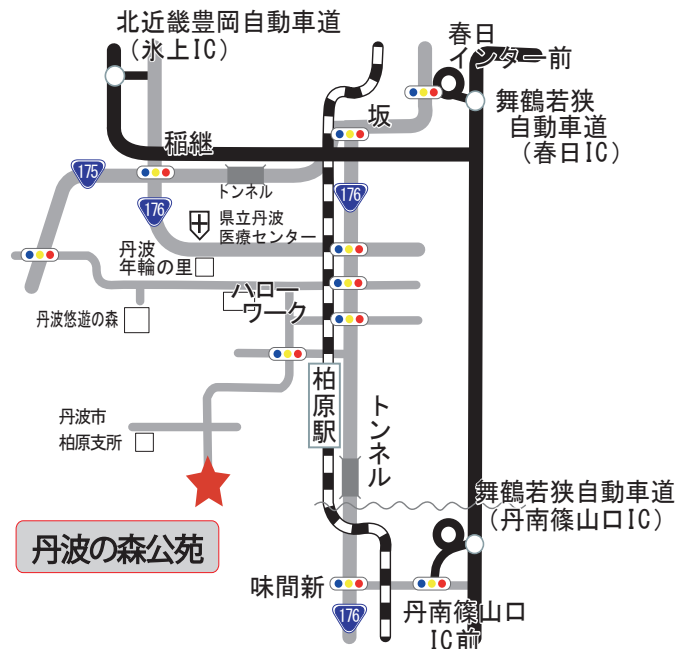 北近畿豊岡自動車道
（氷上IC）
春日
インター前
坂
舞鶴若狭
自動車道
（春日IC）
稲継
175
トンネル
176
176
県立丹波
医療センター
丹波
年輪の里
ハロー
ワーク
丹波悠遊の森
柏原駅
トンネル
丹波市
柏原支所
舞鶴若狭自動車道
（丹南篠山口IC）
丹波の森公苑
味間新
丹南篠山口
IC前
176